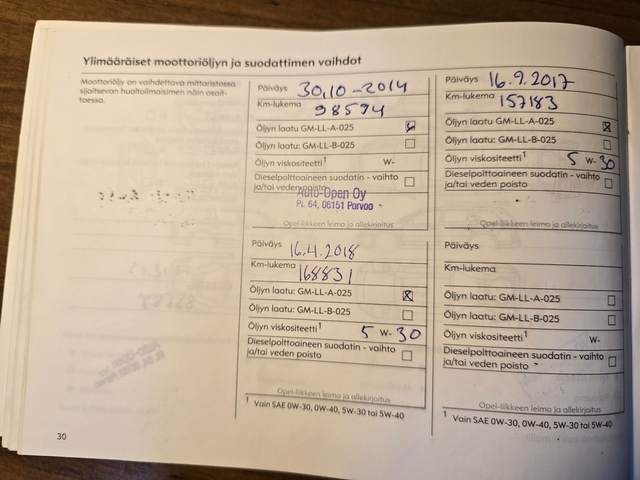 Ylimääräiset moottoriöljyn ja suodattimen vaihdot
Moottoriöljy on vaihdettava mittaristossa
sijaitsevan huoltoilmaisimen näin osoit-
taessa.
Päiväys 30.10-2014
Km-lukema 98594
Öljyn laatu GM-LL-A-025
Öljyn laatu: GM-LL-B-025
Öljyn viskositeetti1 W-
Dieselpolttoaineen suodatin - vaihto
ja/tai veden poisto
Auto-Open Oy
PL 64, 06151 Porvoo
Opel-liikkeen leima ja allekirjoitus
Päiväys 16.9.2017
Km-lukema 157183
Öljyn laatu GM-LL-A-025
Öljyn laatu: GM-LL-B-025
Öljyn viskositeetti1 5 W-30
Dieselpolttoaineen suodatin - vaihto
ja/tai veden poisto
Opel-liikkeen leima ja allekirjoitus
Päiväys 16.4.2018
Km-lukema 168831
Öljyn laatu: GM-LL-A-025
Öljyn laatu: GM-LL-B-025
Öljyn viskositeetti1 5 W-30
Dieselpolttoaineen suodatin - vaihto
ja/tai veden poisto
Opel-liikkeen leima ja allekirjoitus
1 Vain SAE 0W-30, 0W-40, 5W-30 tai 5W-40
Päiväys
Km-lukema
Öljyn laatu: GM-LL-A-025
Öljyn laatu: GM-LL-B-025
Öljyn viskositeetti1 W-
Dieselpolttoaineen suodatin - vaihto
ja/tai veden poisto
Opel-liikkeen leima ja allekirjoitus
1 Vain SAE 0W-30, 0W-40, 5W-30 tai 5W-40
30